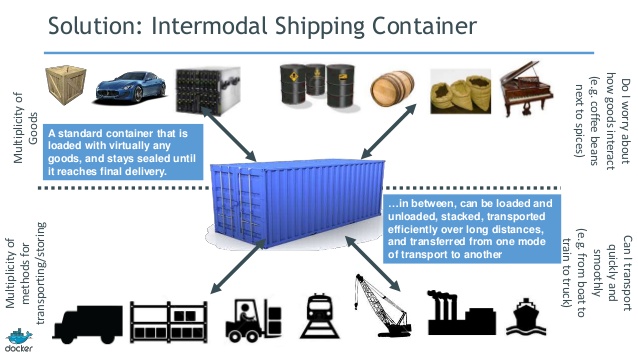 Solution: Intermodal Shipping Container
Multiplicity of
Goods
Do I worry about
how goods interact
(e.g. coffee beans
next to spices)
A standard container that is
loaded with virtually any
goods, and stays sealed until
it reaches final delivery.
…in between, can be loaded and
unloaded, stacked, transported
efficiently over long distances,
and transferred from one mode
of transport to another
Multiplicity of
methods for
transporting/storing
Can I transport
quickly and
smoothly
(e.g. from boat to
train to truck)
docker